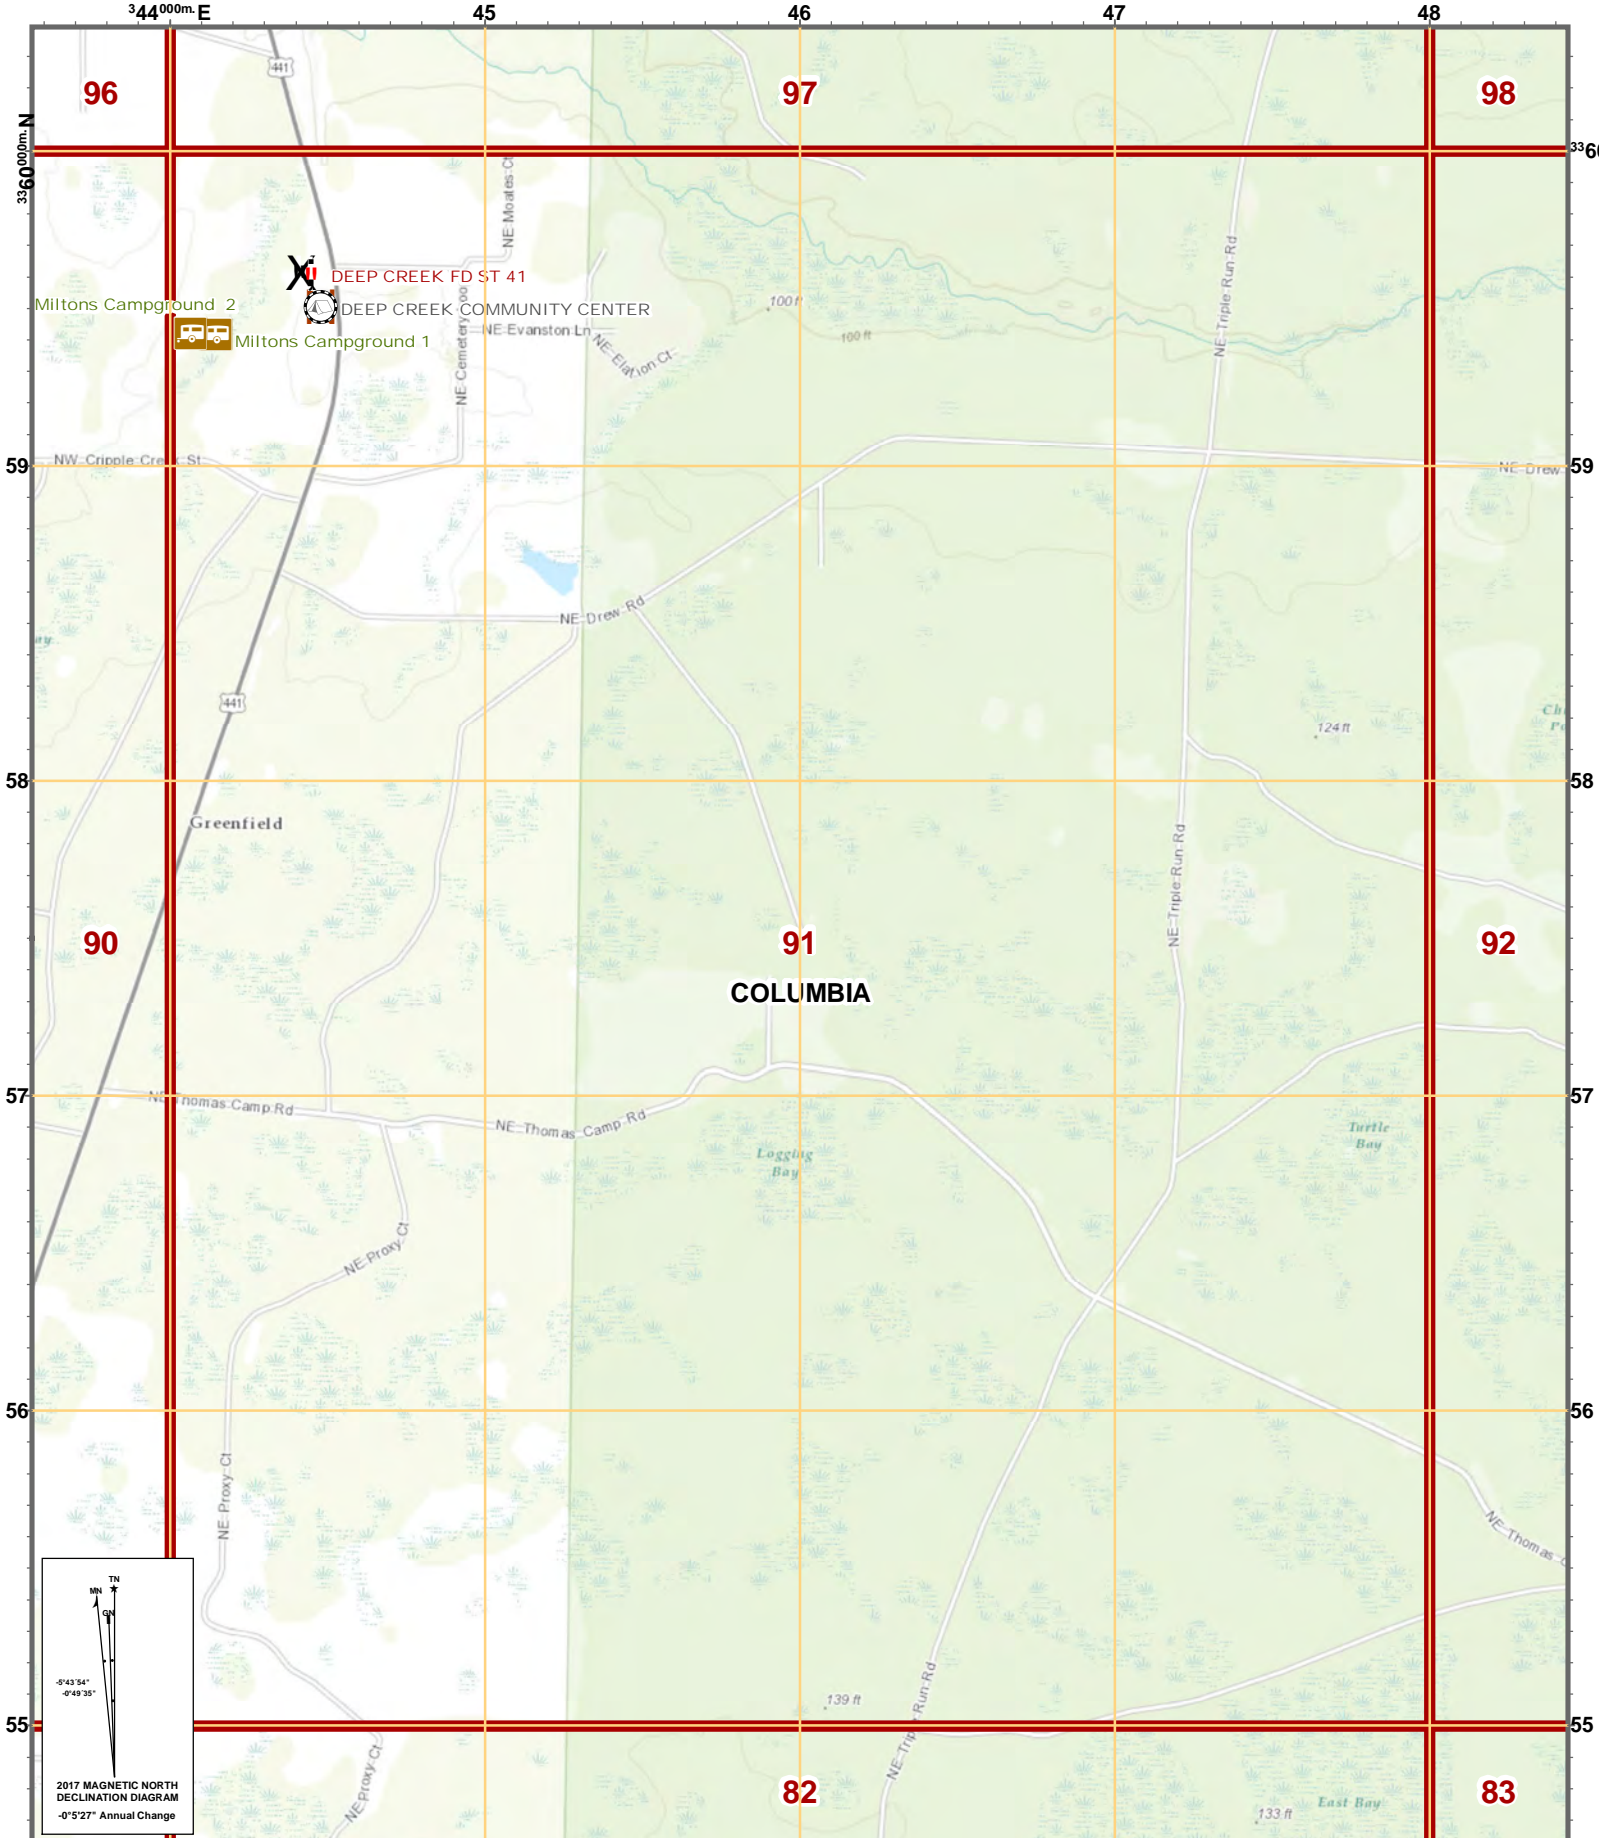 ³44⁰⁰⁰ᵐ· E
45
46
47
48
441
96
97
98
³³60⁰⁰⁰ᵐ· N
³³6
NE Moates Ct
NE Triple Run Rd
DEEP CREEK FD ST 41
Miltons Campground 2
DEEP CREEK COMMUNITY CENTER
100 ft
NE Evanston Ln
Miltons Campground 1
100 ft
NE Elation Ct
NE Cemetery
59
NW Cripple Creek St
NE Drew
59
NE Drew Rd
ay
441
124 ft
58
58
Greenfield
NE Triple Run Rd
90
91
92
COLUMBIA
57
57
NE Thomas Camp Rd
NE Thomas Camp Rd
Turtle
Bay
Logging
Bay
NE Proxy Ct
56
56
NE Proxy Ct
NE Thomas
TN
MN
GN
-5°43'54"
-0°49'35"
NE Triple Run Rd
139 ft
55
55
NE Proxy Ct
2017 MAGNETIC NORTH
DECLINATION DIAGRAM
-0°5'27" Annual Change
82
83
East Bay
133 ft